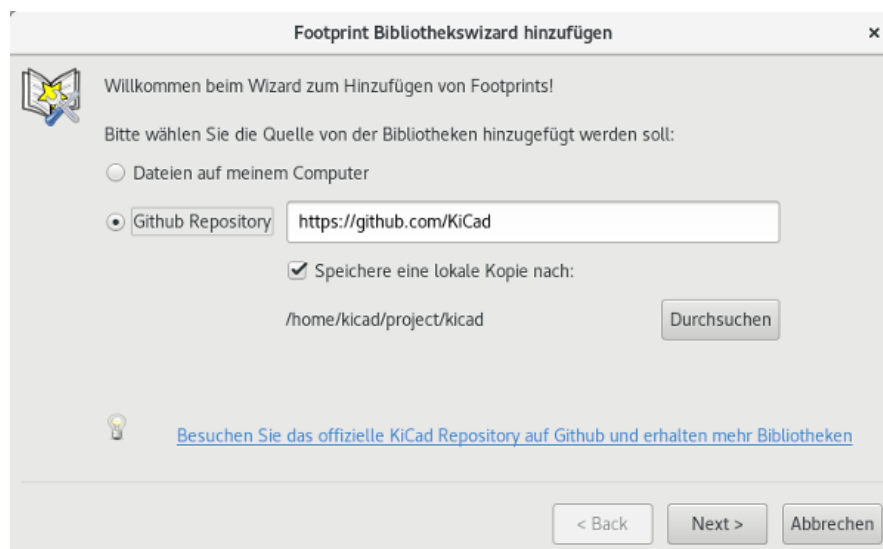 Footprint Bibliothekswizard hinzufügen
Willkommen beim Wizard zum Hinzufügen von Footprints!
Bitte wählen Sie die Quelle von der Bibliotheken hinzugefügt werden soll:
Dateien auf meinem Computer
Github Repository https://github.com/KiCad
Speichere eine lokale Kopie nach:
/home/kicad/project/kicad Durchsuchen
Besuchen Sie das offizielle KiCad Repository auf Github und erhalten mehr Bibliotheken
< Back Next > Abbrechen